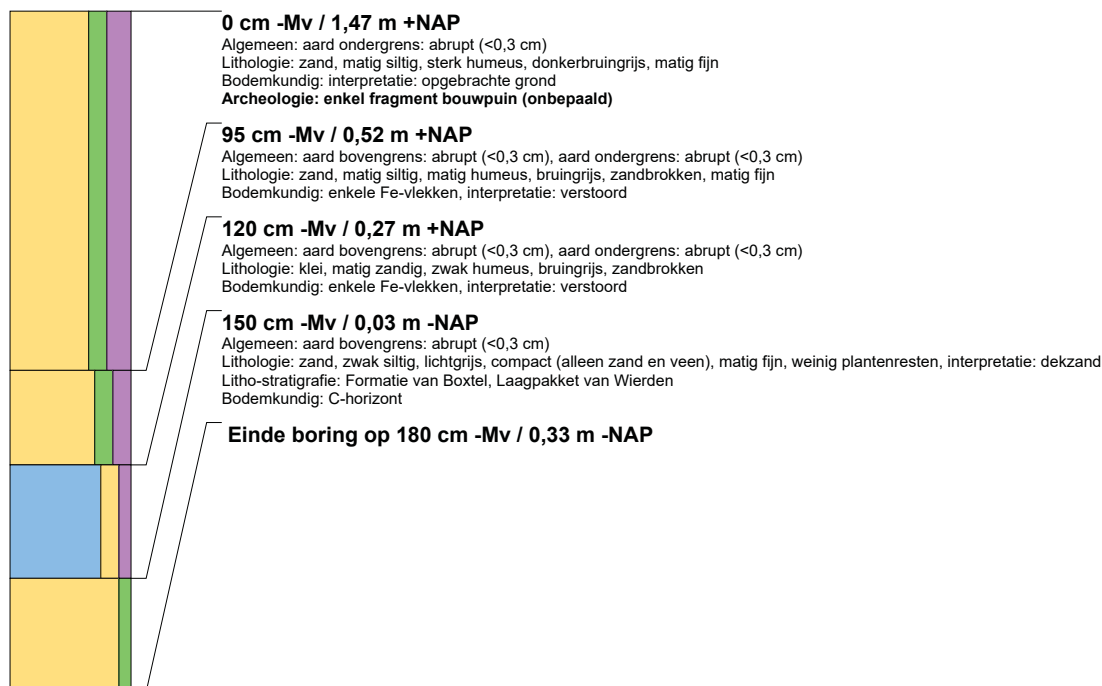 0 cm -Mv / 1,47 m +NAP
Algemeen: aard ondergrens: abrupt (<0,3 cm)
Lithologie: zand, matig siltig, sterk humeus, donkerbruingrijs, matig fijn
Bodemkundig: interpretatie: opgebrachte grond
Archeologie: enkel fragment bouwpuin (onbepaald)
95 cm -Mv / 0,52 m +NAP
Algemeen: aard bovengrens: abrupt (<0,3 cm), aard ondergrens: abrupt (<0,3 cm)
Lithologie: zand, matig siltig, matig humeus, bruingrijs, zandbrokken, matig fijn
Bodemkundig: enkele Fe-vlekken, interpretatie: verstoord
120 cm -Mv / 0,27 m +NAP
Algemeen: aard bovengrens: abrupt (<0,3 cm), aard ondergrens: abrupt (<0,3 cm)
Lithologie: klei, matig zandig, zwak humeus, bruingrijs, zandbrokken
Bodemkundig: enkele Fe-vlekken, interpretatie: verstoord
150 cm -Mv / 0,03 m -NAP
Algemeen: aard bovengrens: abrupt (<0,3 cm)
Lithologie: zand, zwak siltig, lichtgrijs, compact (alleen zand en veen), matig fijn, weinig plantenresten, interpretatie: dekzand
Litho-stratigrafie: Formatie van Boxtel, Laagpakket van Wierden
Bodemkundig: C-horizont
Einde boring op 180 cm -Mv / 0,33 m -NAP